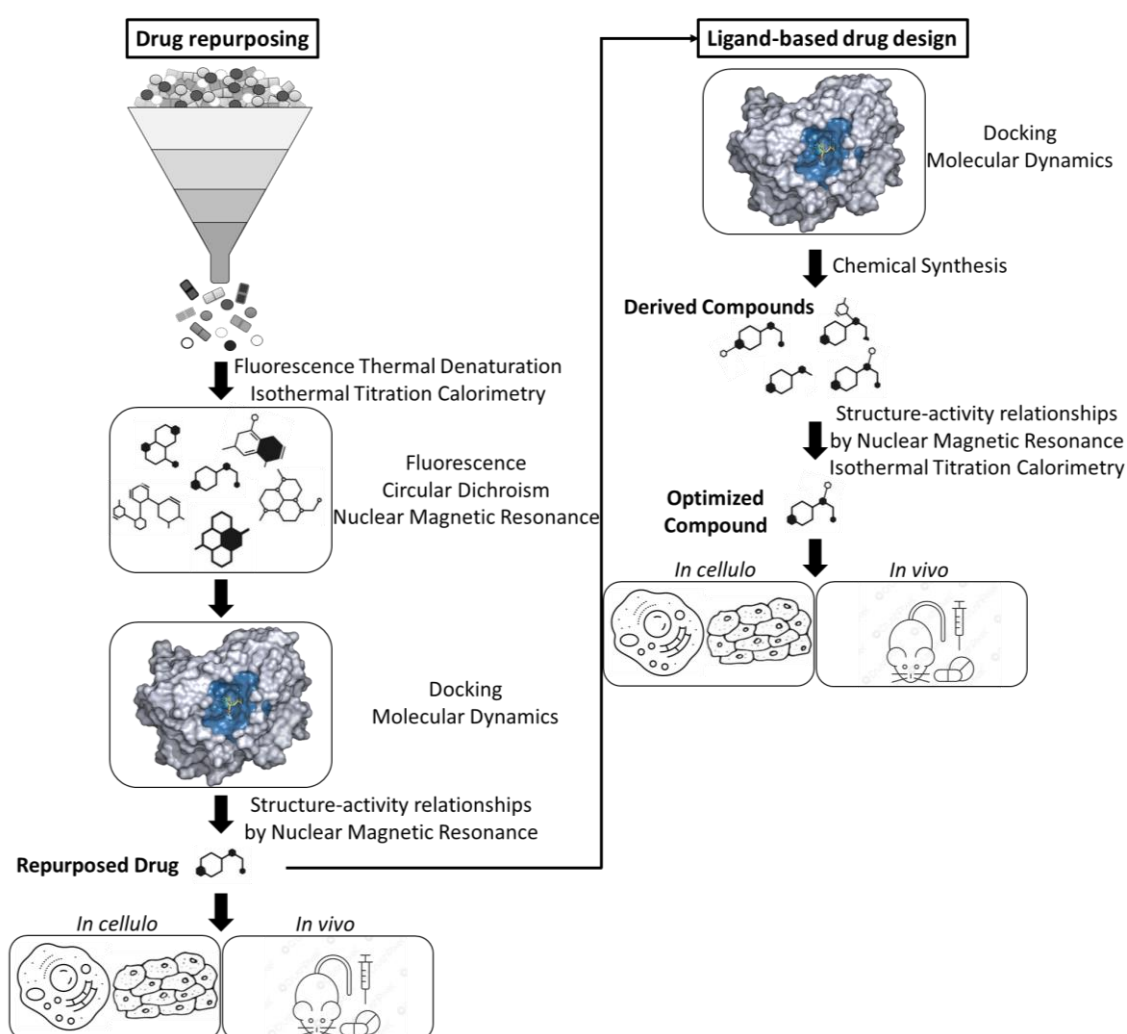 Drug repurposing
Fluorescence Thermal Denaturation
Isothermal Titration Calorimetry
Fluorescence
Circular Dichroism
Nuclear Magnetic Resonance
Docking
Molecular Dynamics
Structure-activity relationships
by Nuclear Magnetic Resonance
Repurposed Drug
In cellulo
In vivo
Ligand-based drug design
Docking
Molecular Dynamics
Chemical Synthesis
Derived Compounds
Structure-activity relationships
by Nuclear Magnetic Resonance
Isothermal Titration Calorimetry
Optimized
Compound
In cellulo
In vivo